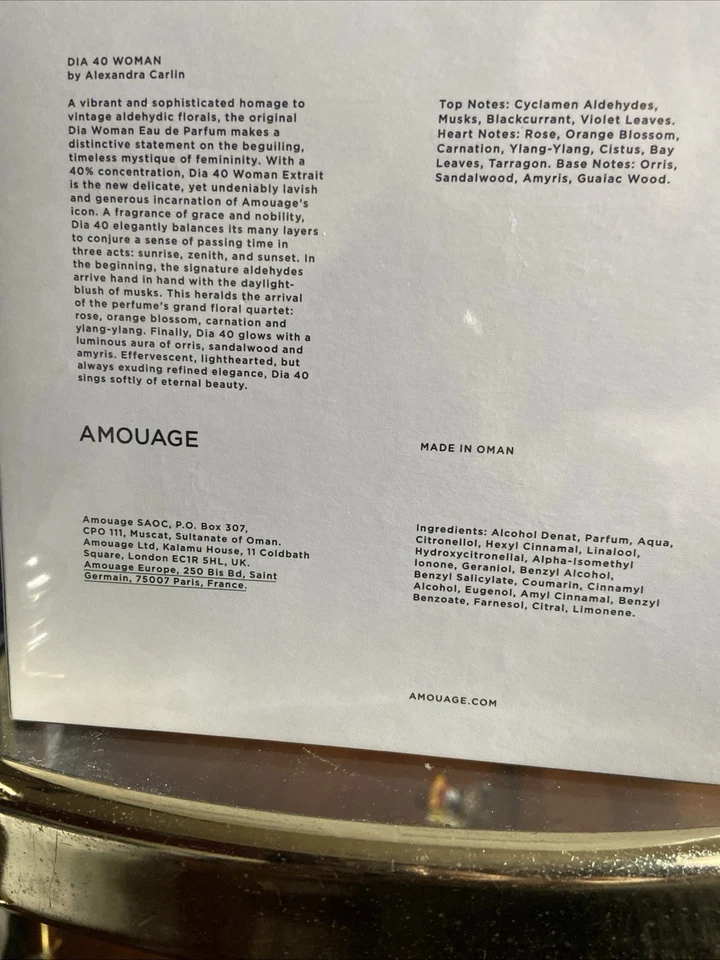 DIA 40 WOMAN
by Alexandra Carlin
A vibrant and sophisticated homage to
vintage aldehydic florals, the original
Dia Woman Eau de Parfum makes a
distinctive statement on the beguiling,
timeless mystique of femininity. With a
40% concentration, Dia 40 Woman Extrait
is the new delicate, yet undeniably lavish
and generous incarnation of Amouage's
icon. A fragrance of grace and nobility,
Dia 40 elegantly balances its many layers
to conjure a sense of passing time in
three acts: sunrise, zenith, and sunset. In
the beginning, the signature aldehydes
arrive hand in hand with the daylight-
blush of musks. This heralds the arrival
of the perfume's grand floral quartet:
rose, orange blossom, carnation and
ylang-ylang. Finally, Dia 40 glows with a
luminous aura of orris, sandalwood and
amyris. Effervescent, lighthearted, but
always exuding refined elegance, Dia 40
sings softly of eternal beauty.
Top Notes: Cyclamen Aldehydes,
Musks, Blackcurrant, Violet Leaves.
Heart Notes: Rose, Orange Blossom,
Carnation, Ylang-Ylang, Cistus, Bay
Leaves, Tarragon. Base Notes: Orris,
Sandalwood, Amyris, Guaiac Wood.
AMOUAGE
MADE IN OMAN
Amouage SAOC, P.O. Box 307,
CPO 111, Muscat, Sultanate of Oman.
Amouage Ltd, Kalamu House, 11 Coldbath
Square, London EC1R 5HL, UK.
Amouage Europe, 250 Bis Bd, Saint
Germain, 75007 Paris, France.
Ingredients: Alcohol Denat, Parfum, Aqua,
Citronellol, Hexyl Cinnamal, Linalool,
Hydroxycitronellal, Alpha-Isomethyl
Ionone, Geraniol, Benzyl Alcohol,
Benzyl Salicylate, Coumarin, Cinnamyl
Alcohol, Eugenol, Amyl Cinnamal, Benzyl
Benzoate, Farnesol, Citral, Limonene.
AMOUAGE.COM